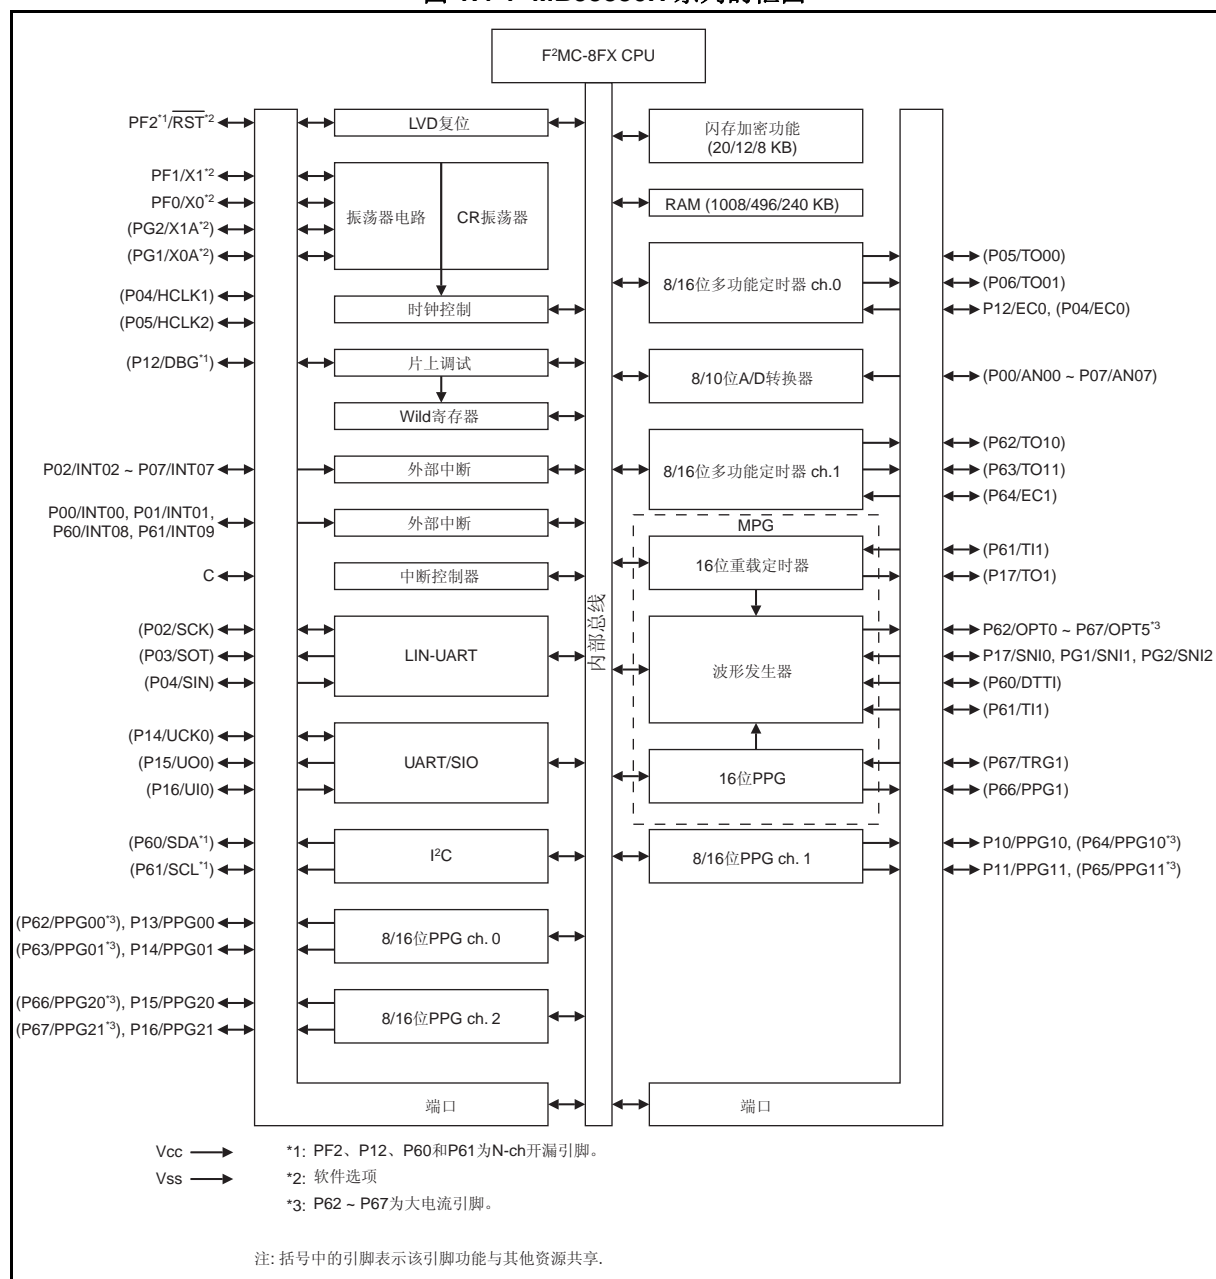 F²MC-8FX CPU
PF2*1/RST*2
LVD复位
闪存加密功能
(20/12/8 KB)
PF1/X1*2
PF0/X0*2
(PG2/X1A*2)
(PG1/X0A*2)
振荡器电路
CR振荡器
RAM (1008/496/240 KB)
8/16位多功能定时器 ch.0
(P05/TO00)
(P06/TO01)
P12/EC0, (P04/EC0)
(P04/HCLK1)
(P05/HCLK2)
时钟控制
(P12/DBG*1)
片上调试
8/10位A/D转换器
(P00/AN00 ~ P07/AN07)
Wild寄存器
P02/INT02 ~ P07/INT07
外部中断
8/16位多功能定时器 ch.1
(P62/TO10)
(P63/TO11)
(P64/EC1)
P00/INT00, P01/INT01,
P60/INT08, P61/INT09
外部中断
MPG
C
中断控制器
内部总线
16位重载定时器
(P61/TI1)
(P17/TO1)
(P02/SCK)
(P03/SOT)
(P04/SIN)
LIN-UART
波形发生器
P62/OPT0 ~ P67/OPT5*3
P17/SNI0, PG1/SNI1, PG2/SNI2
(P60/DTTI)
(P61/TI1)
(P14/UCK0)
(P15/UO0)
(P16/UI0)
UART/SIO
16位PPG
(P67/TRG1)
(P66/PPG1)
(P60/SDA*1)
(P61/SCL*1)
I²C
8/16位PPG ch. 1
P10/PPG10, (P64/PPG10*3)
P11/PPG11, (P65/PPG11*3)
(P62/PPG00*3), P13/PPG00
(P63/PPG01*3), P14/PPG01
8/16位PPG ch. 0
(P66/PPG20*3), P15/PPG20
(P67/PPG21*3), P16/PPG21
8/16位PPG ch. 2
端口
端口
Vcc
Vss
*1: PF2、P12、P60和P61为N-ch开漏引脚。
*2: 软件选项
*3: P62 ~ P67为大电流引脚。
注: 括号中的引脚表示该引脚功能与其他资源共享.